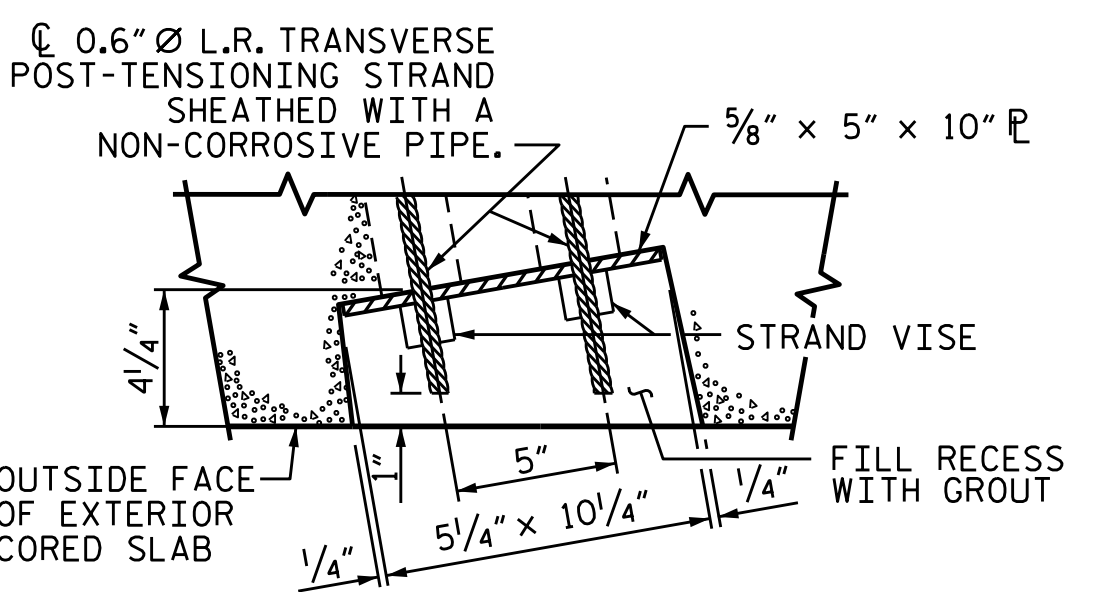 ℄ 0.6"Ø L.R. TRANSVERSE
POST-TENSIONING STRAND
SHEATHED WITH A
NON-CORROSIVE PIPE.
5/8" x 5" x 10" ⅊
4 1/4"
STRAND VISE
1"
5"
FILL RECESS
WITH GROUT
OUTSIDE FACE
OF EXTERIOR
CORED SLAB
1/4"
5 1/4" x 10 1/4"
1/4"